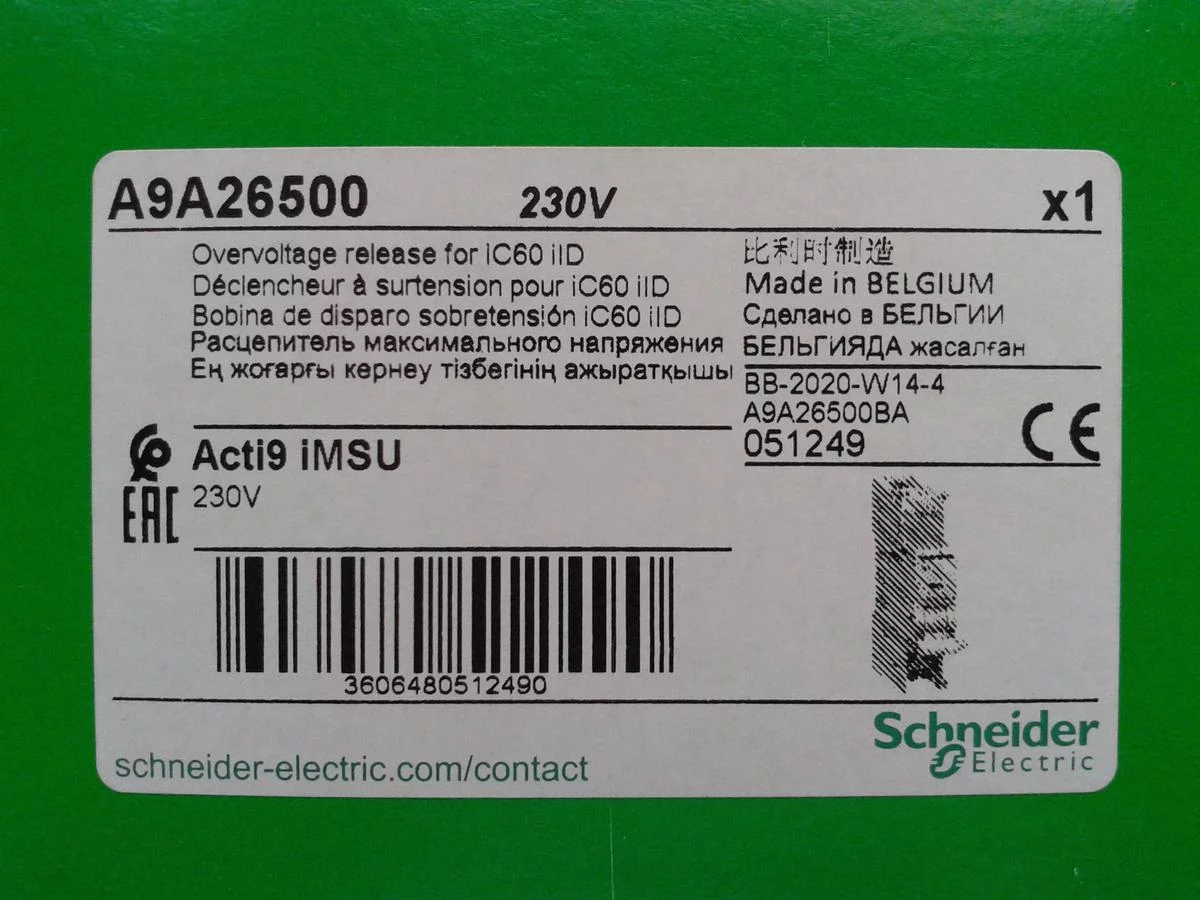 A9A26500 230V x1
Overvoltage release for iC60 iID
Déclencheur à surtension pour iC60 iID
Bobina de disparo sobretensión iC60 iID
Расцепитель максимального напряжения
Ең жоғарғы кернеу тізбегінің ажыратқышы
比利时制造
Made in BELGIUM
Сделано в БЕЛЬГИИ
БЕЛЬГИЯДА жасалған
BB-2020-W14-4
A9A26500BA
051249
CE
EAC
Acti9 iMSU
230V
3606480512490
schneider-electric.com/contact
Schneider
Electric